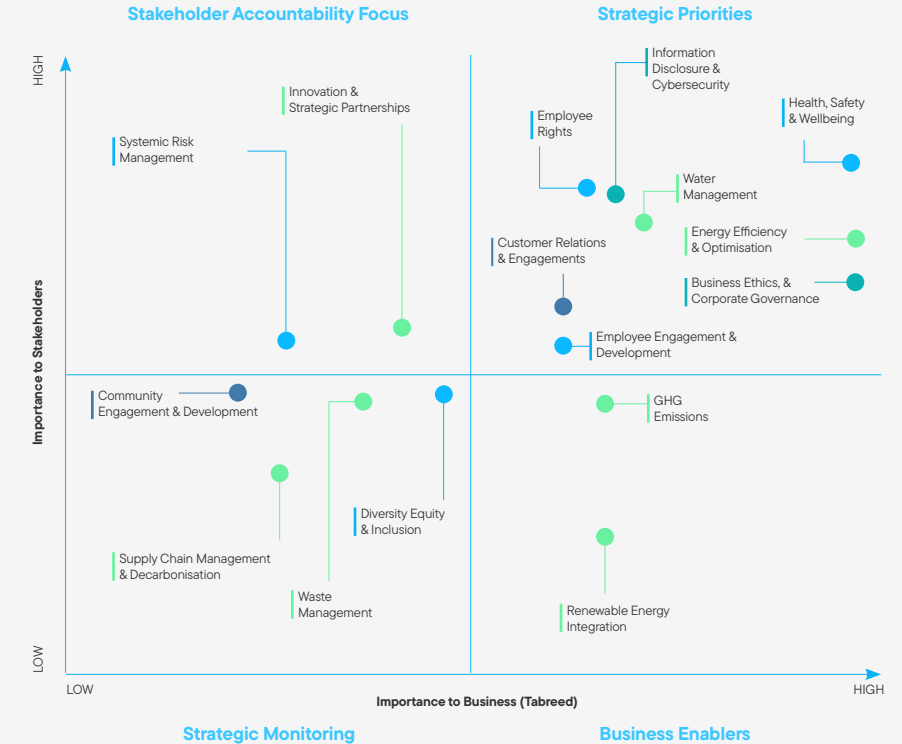 Stakeholder Accountability Focus
Strategic Priorities
HIGH
Information
Disclosure &
Cybersecurity
Innovation &
Strategic Partnerships
Health, Safety
& Wellbeing
Employee
Rights
Systemic Risk
Management
Water
Management
Energy Efficiency
& Optimisation
Customer Relations
& Engagements
Business Ethics, &
Corporate Governance
Employee Engagement &
Development
Importance to Stakeholders
Community
Engagement & Development
GHG
Emissions
Diversity Equity
& Inclusion
Supply Chain Management
& Decarbonisation
Waste
Management
Renewable Energy
Integration
LOW
LOW
HIGH
Importance to Business (Tabreed)
Strategic Monitoring
Business Enablers